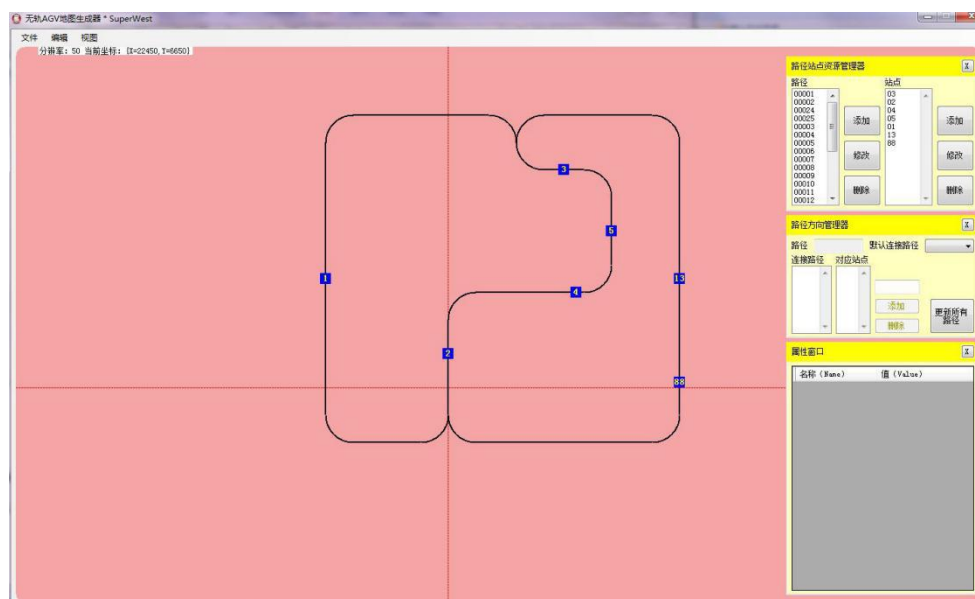 无轨AGV地图生成器 * SuperWest
文件 编辑 视图
分辨率: 50 当前坐标: {X=22450,Y=6650}
路径站点资源管理器 X
路径 站点
00001
00002
00024
00025
00003
00004
00005
00006
00007
00008
00009
00010
00011
00012
03
02
04
05
01
13
88
添加 添加
修改 修改
删除 删除
路径方向管理器 X
路径 默认连接路径
连接路径 对应站点
添加
删除
更新所有
路径
属性窗口 X
名称 (Name) 值 (Value)
3
5
1
13
4
2
88